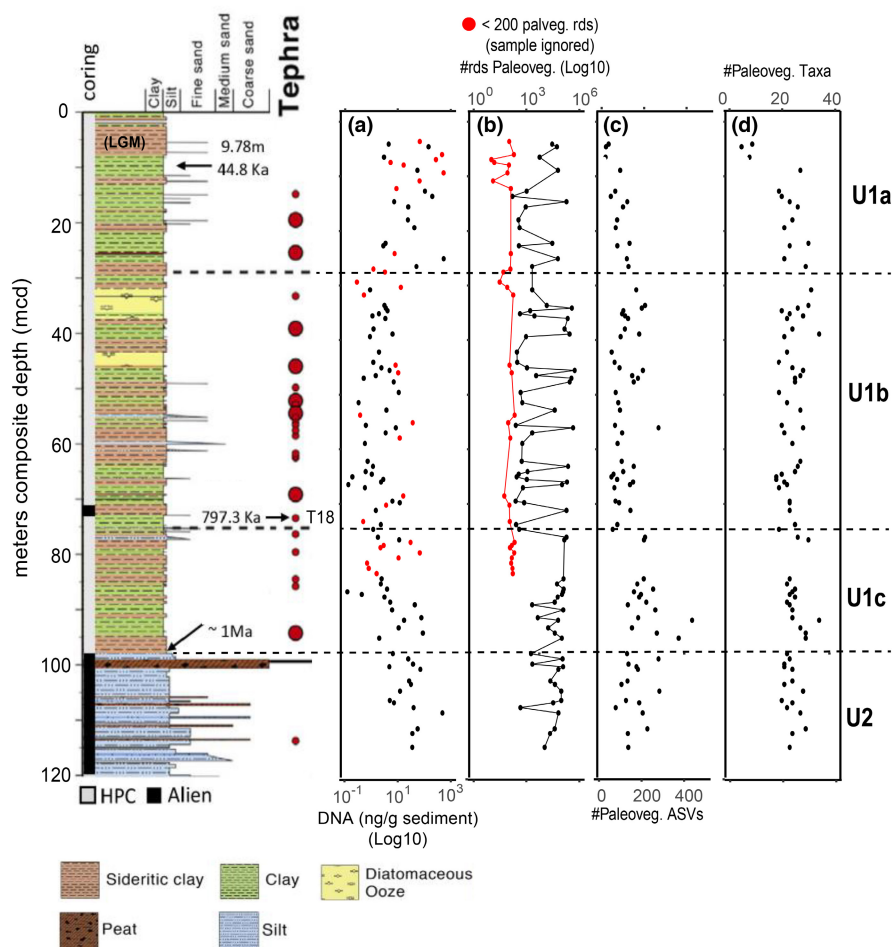 < 200 palveg. rds)
(sample ignored)
#rds Paleoveg. (Log10)
#Paleoveg. Taxa
coring
Clay
Silt
Fine sand
Medium sand
Coarse sand
Tephra
10^0 10^3 10^6
0 20 40
(a) (b) (c) (d)
meters composite depth (mcd)
0
20
40
60
80
100
120
(LGM)
9.78m
44.8 Ka
797.3 Ka
T18
~ 1Ma
U1a
U1b
U1c
U2
HPC Alien
10^-1 10^1 10^3
DNA (ng/g sediment)
(Log10)
0 200 400
#Paleoveg. ASVs
Sideritic clay
Clay
Diatomaceous
Ooze
Peat
Silt